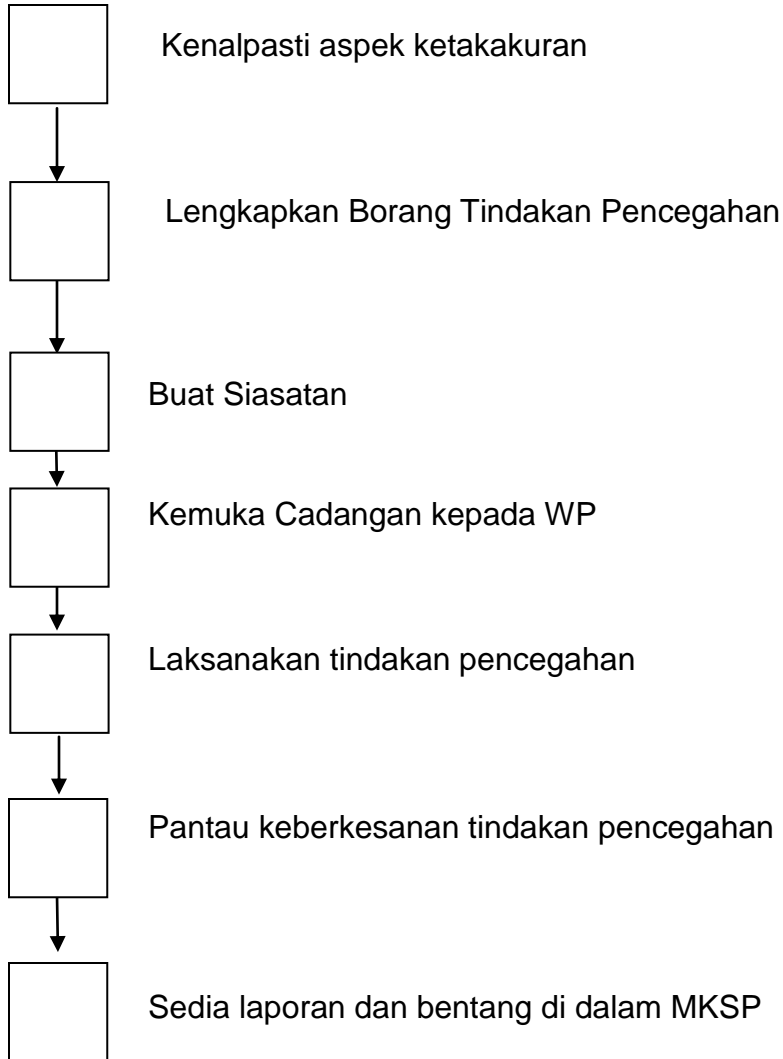 Kenalpasti aspek ketakakuran
Lengkapkan Borang Tindakan Pencegahan
Buat Siasatan
Kemuka Cadangan kepada WP
Laksanakan tindakan pencegahan
Pantau keberkesanan tindakan pencegahan
Sedia laporan dan bentang di dalam MKSP